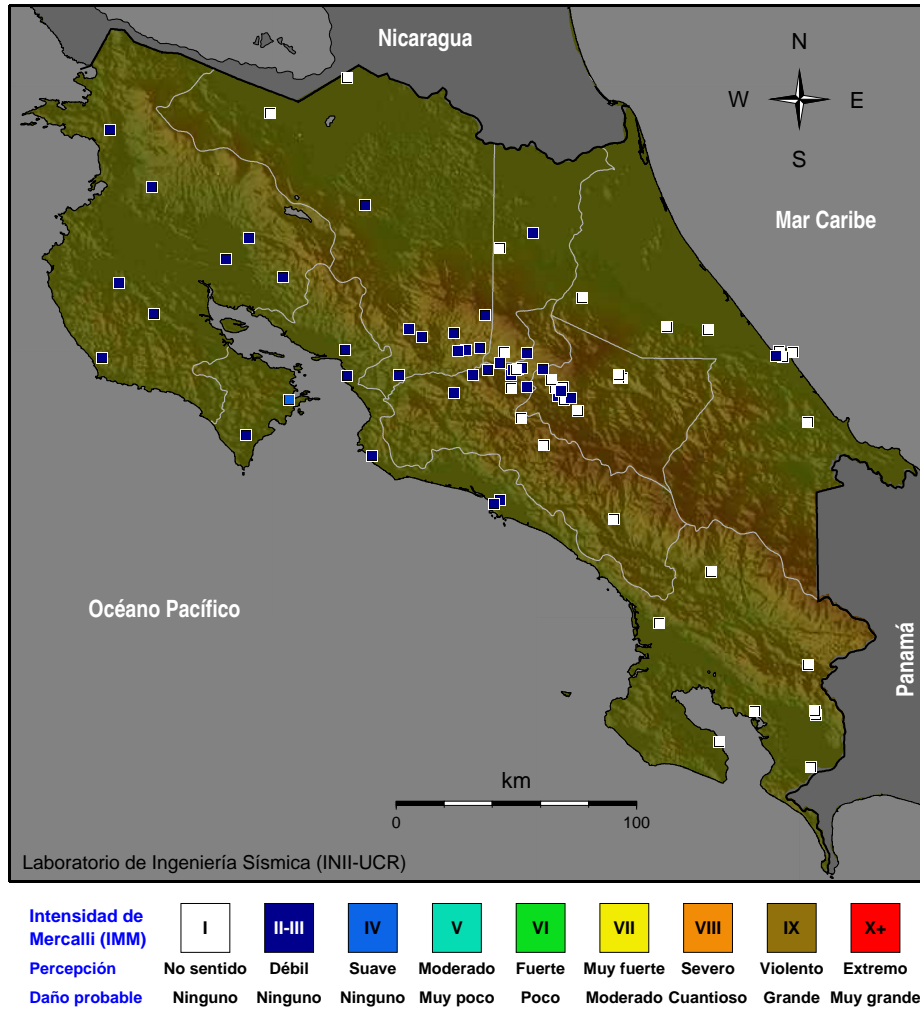 Nicaragua
N
W E
S
Mar Caribe
Océano Pacífico
Panamá
km
0 100
Laboratorio de Ingeniería Sísmica (INII-UCR)
Intensidad de
Mercalli (IMM)
I II-III IV V VI VII VIII IX X+
Percepción No sentido Débil Suave Moderado Fuerte Muy fuerte Severo Violento Extremo
Daño probable Ninguno Ninguno Ninguno Muy poco Poco Moderado Cuantioso Grande Muy grande